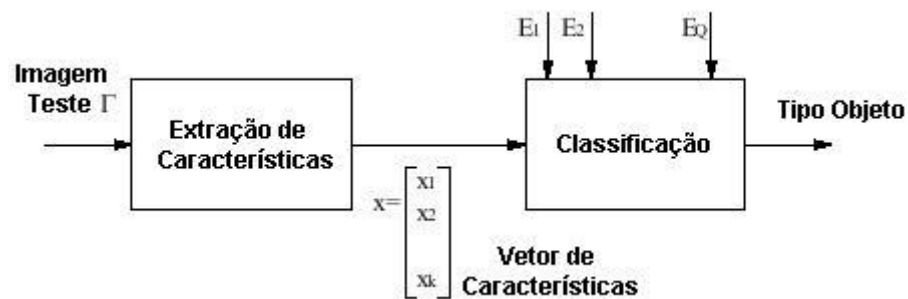 E1 E2 EQ
Imagem
Teste Γ
Extração de
Características
Classificação
Tipo Objeto
x=
x1
x2
xk
Vetor de
Características